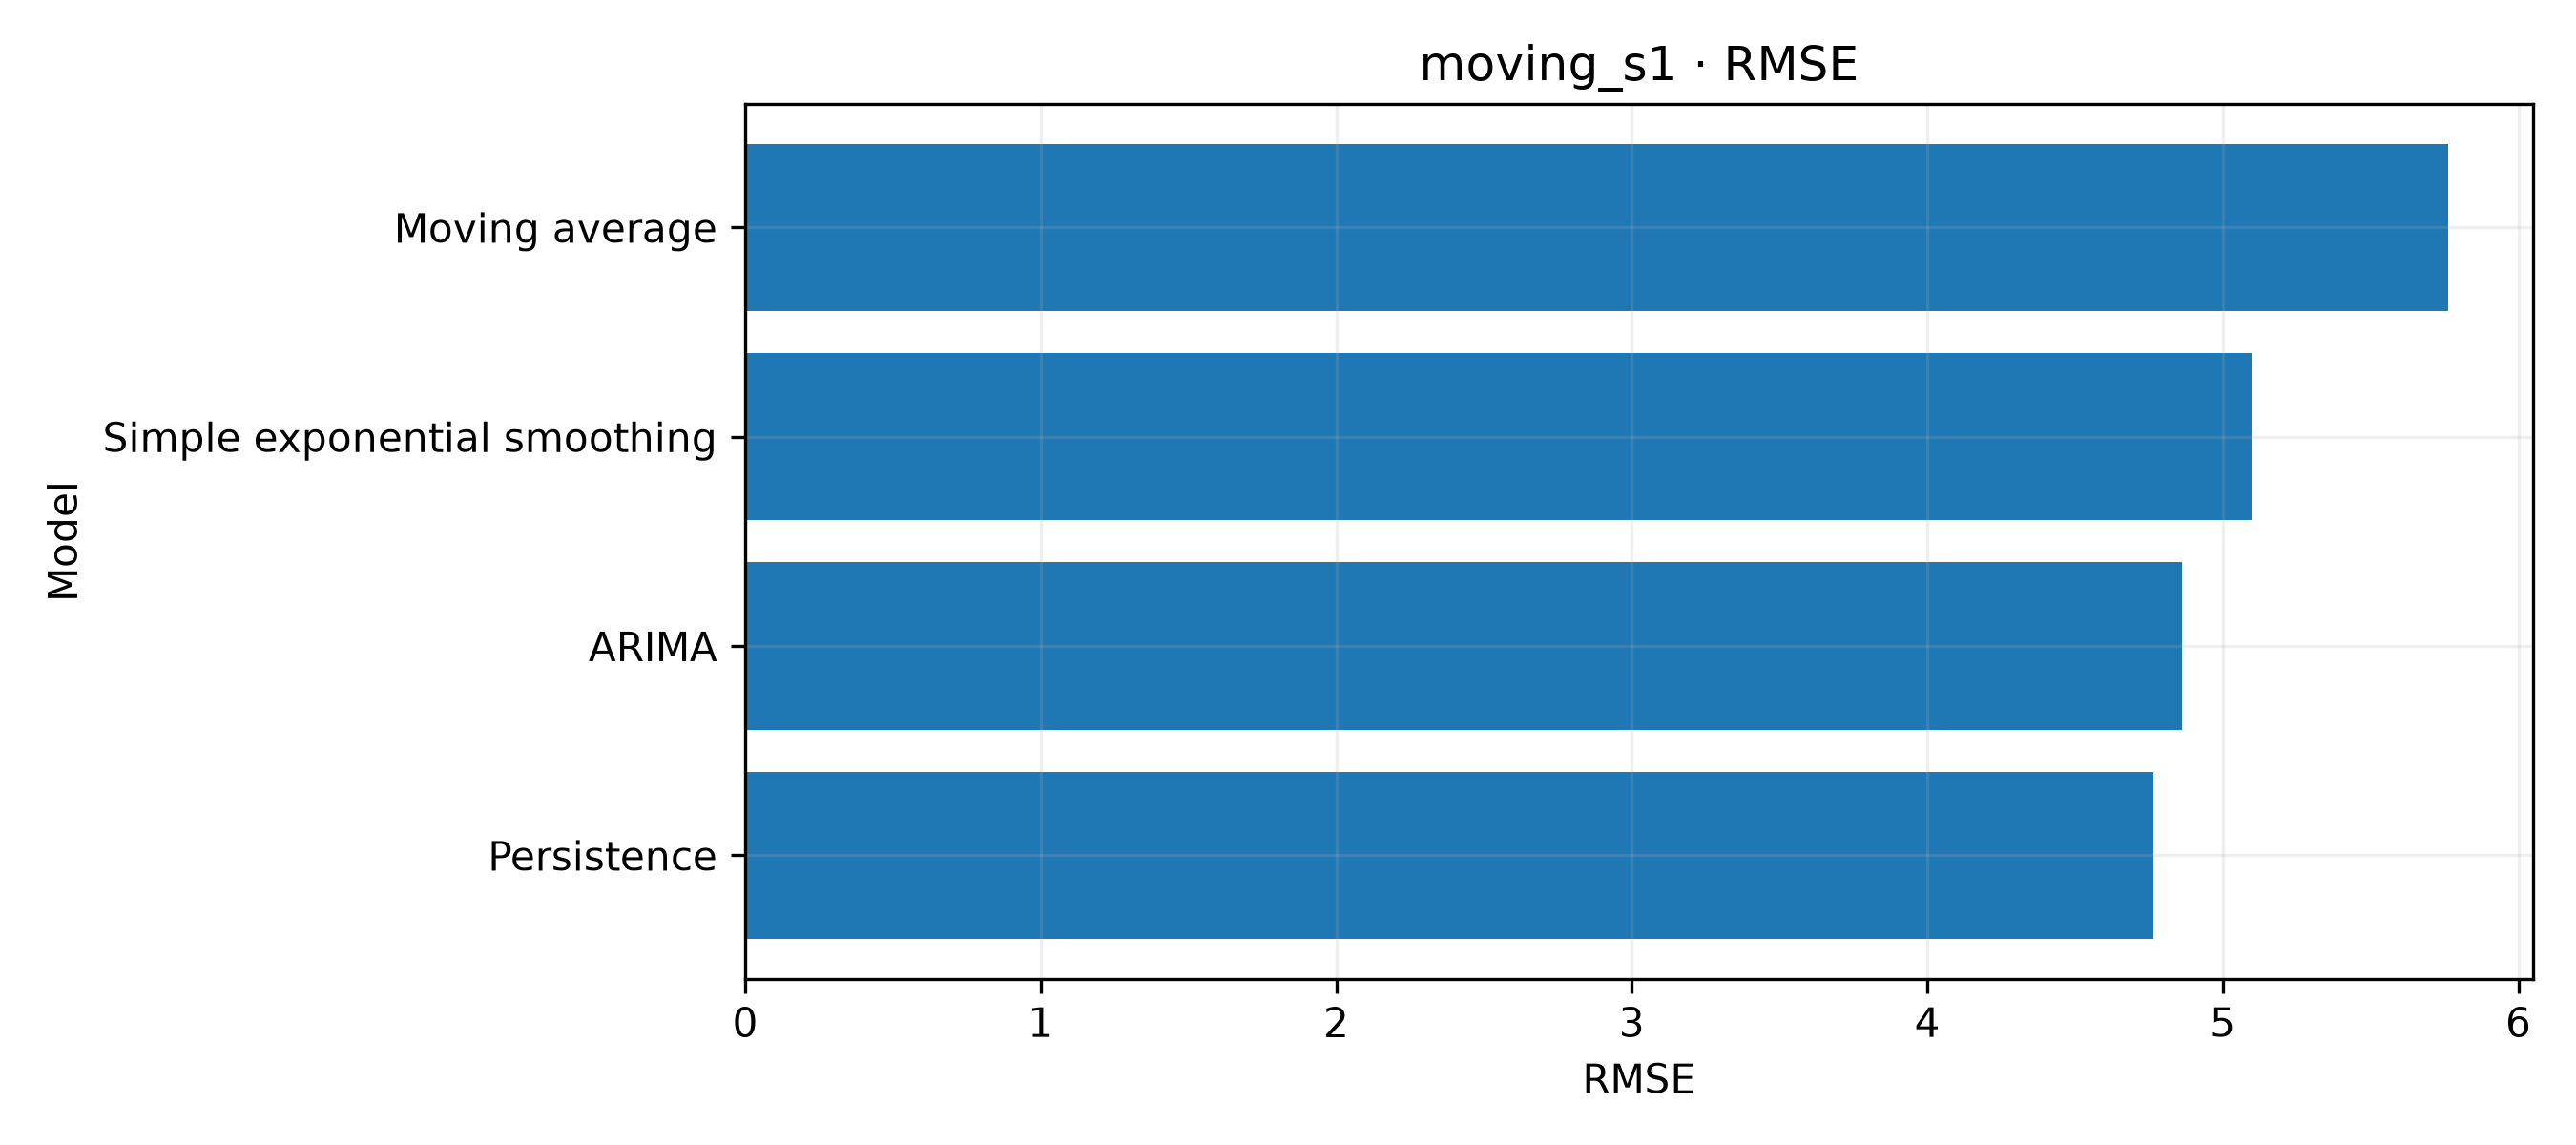 moving_s1 · RMSE
Model
Moving average
Simple exponential smoothing
ARIMA
Persistence
0 1 2 3 4 5 6
RMSE